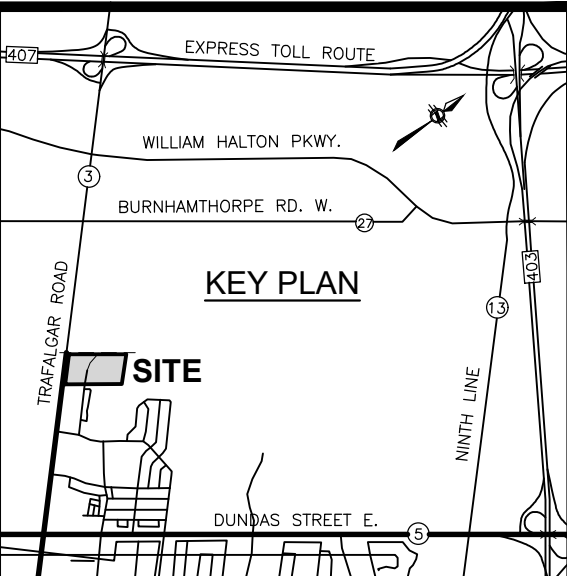 EXPRESS TOLL ROUTE
407
WILLIAM HALTON PKWY.
3
BURNHAMTHORPE RD. W.
27
403
KEY PLAN
13
TRAFALGAR ROAD
SITE
NINTH LINE
DUNDAS STREET E.
5